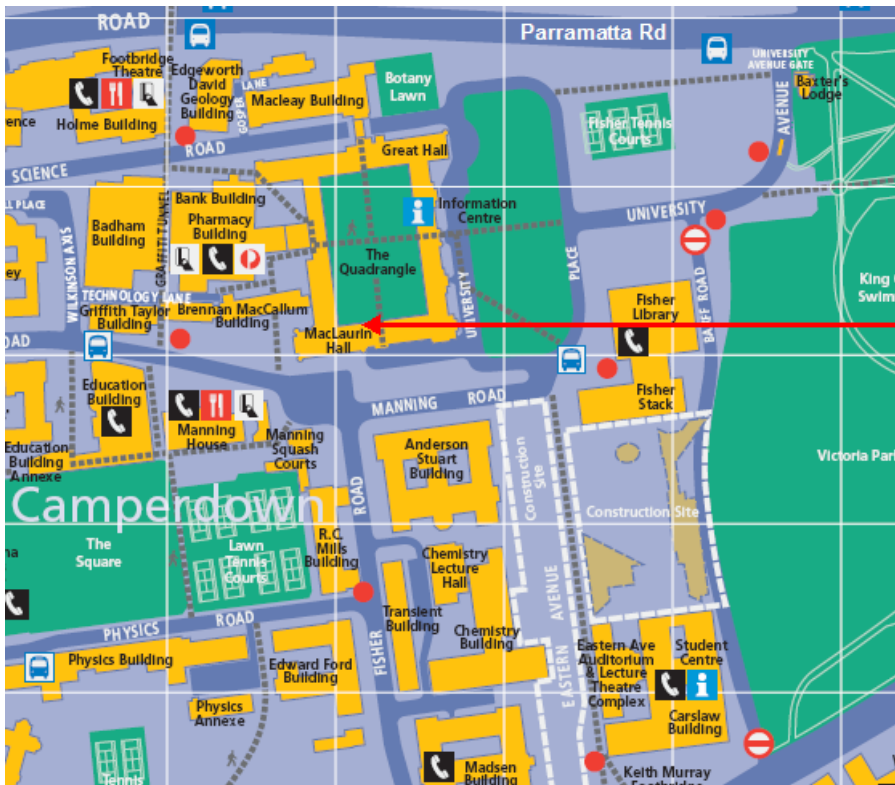 ROAD
Parramatta Rd
Footbridge
Theatre
Edgeworth
David
Geology
Building
GOSPER LANE
Macleay Building
Botany
Lawn
UNIVERSITY
AVENUE GATE
Baxter's
Lodge
AVENUE
Holme Building
Fisher Tennis
Courts
SCIENCE ROAD
Great Hall
Bank Building
Information
Centre
UNIVERSITY
Badham
Building
Pharmacy
Building
PLACE
WILKINSON AXIS
GRAFFITI TUNNEL
The
Quadrangle
King
Swim
TECHNOLOGY LANE
Griffith Taylor
Building
Brennan MacCallum
Building
MacLaurin
Hall
UNIVERSITY PLACE
Fisher
Library
BARFF ROAD
Education
Building
MANNING ROAD
Fisher
Stack
Manning
House
Manning
Squash
Courts
Anderson
Stuart
Building
Construction
Site
Education
Building
Annexe
Victoria Par
Camperdown
Construction Site
The
Square
Lawn
Tennis
Courts
R.C.
Mills
Building
Chemistry
Lecture
Hall
PHYSICS ROAD
Transient
Building
FISHER ROAD
Chemistry
Building
EASTERN AVENUE
Eastern Ave
Auditorium
& Lecture
Theatre
Complex
Student
Centre
Physics Building
Edward Ford
Building
Physics
Annexe
Carslaw
Building
Tennis
Madsen
Building
Keith Murray
Footbridge